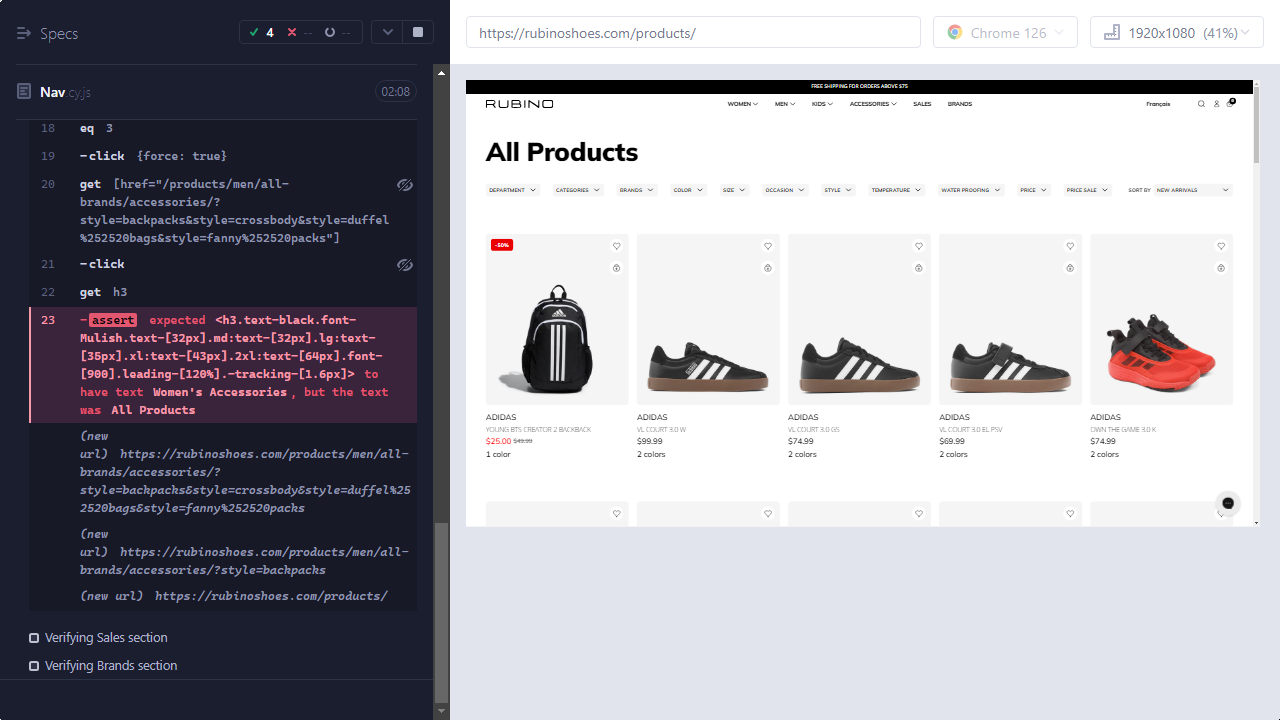 Specs
4
--
--
Nav.cy.js
02:08
18 eq 3
19 -click {force: true}
20 get [href="/products/men/all-
brands/accessories/?
style=backpacks&style=crossbody&style=duffel
%252520bags&style=fanny%252520packs"]
21 -click
22 get h3
23 -assert expected <h3.text-black.font-
Mulish.text-[32px].md:text-[32px].lg:text-
[35px].xl:text-[43px].2xl:text-[64px].font-
[900].leading-[120%].-tracking-[1.6px]> to
have text Women's Accessories, but the text
was All Products
(new
url) https://rubinoshoes.com/products/men/all-
brands/accessories/?
style=backpacks&style=crossbody&style=duffel%25
2520bags&style=fanny%252520packs
(new
url) https://rubinoshoes.com/products/men/all-
brands/accessories/?style=backpacks
(new url) https://rubinoshoes.com/products/
Verifying Sales section
Verifying Brands section
https://rubinoshoes.com/products/
Chrome 126
1920x1080 (41%)
FREE SHIPPING FOR ORDERS ABOVE $75
RUBINO
WOMEN MEN KIDS ACCESSORIES SALES BRANDS
Français
0
All Products
DEPARTMENT CATEGORIES BRANDS COLOR SIZE OCCASION STYLE TEMPERATURE WATER PROOFING PRICE PRICE SALE SORT BY NEW ARRIVALS
-50%
ADIDAS
YOUNG BTS CREATOR 2 BACKBACK
$25.00 $49.99
1 color
ADIDAS
VL COURT 3.0 W
$99.99
2 colors
ADIDAS
VL COURT 3.0 GS
$74.99
2 colors
ADIDAS
VL COURT 3.0 EL PSV
$69.99
2 colors
ADIDAS
OWN THE GAME 3.0 K
$74.99
2 colors